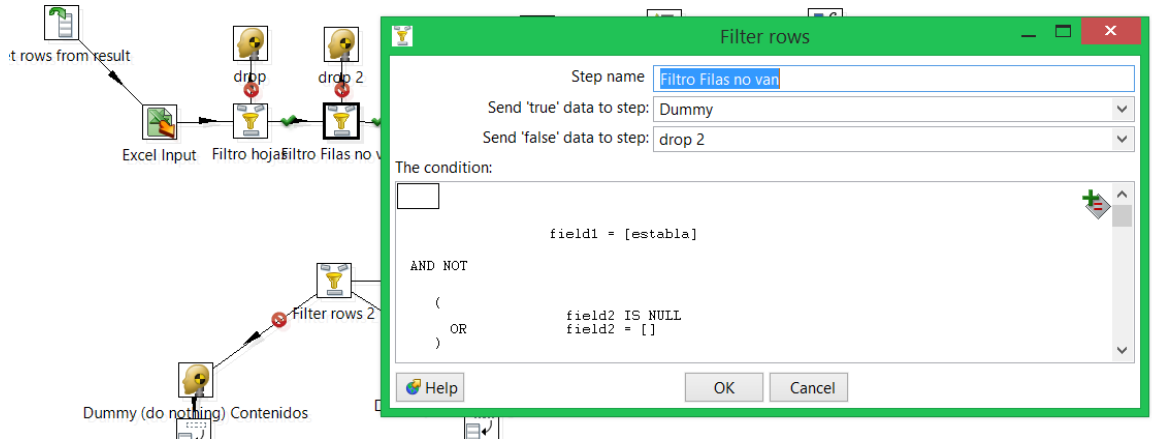 t rows from result
drop
drop 2
Excel Input
Filtro hojas
Filtro Filas no v
Filter rows 2
Dummy (do nothing) Contenidos
D
Filter rows
Step name
Filtro Filas no van
Send 'true' data to step:
Dummy
Send 'false' data to step:
drop 2
The condition:
field1 = [establa]
AND NOT
(
field2 IS NULL
OR field2 = []
)
Help
OK
Cancel